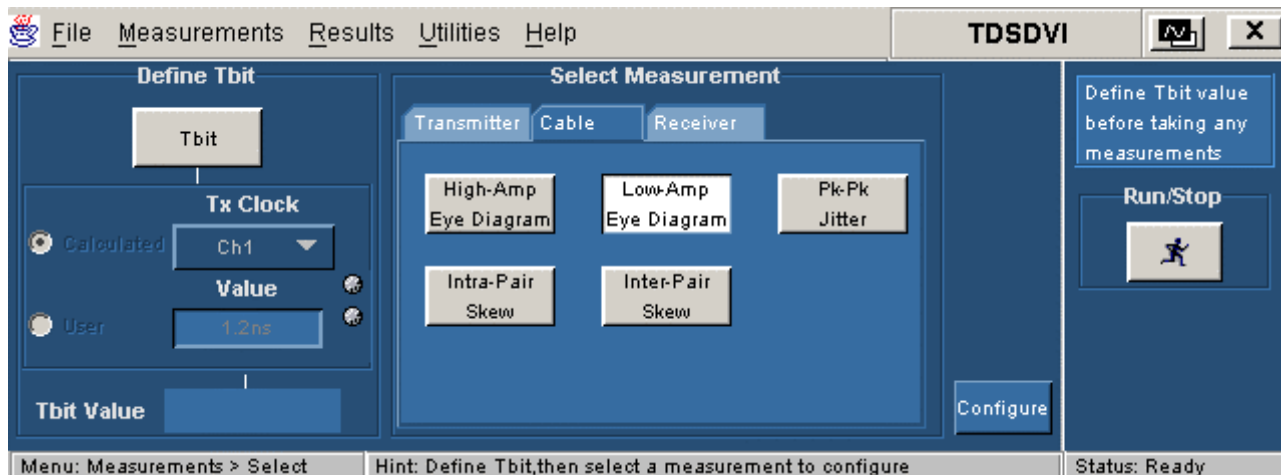 File Measurements Results Utilities Help TDSDVI X
Define Tbit
Tbit
Tx Clock
Calculated
Ch1
Value
User
1.2ns
Tbit Value
Select Measurement
Transmitter Cable Receiver
High-Amp
Eye Diagram
Low-Amp
Eye Diagram
Pk-Pk
Jitter
Intra-Pair
Skew
Inter-Pair
Skew
Configure
Define Tbit value
before taking any
measurements
Run/Stop
Menu: Measurements > Select
Hint: Define Tbit,then select a measurement to configure
Status: Ready